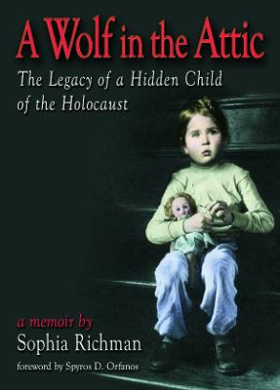 A Wolf in the Attic
The Legacy of a Hidden Child
of the Holocaust
a memoir by
Sophia Richman
foreword by Spyros D. Orfanos